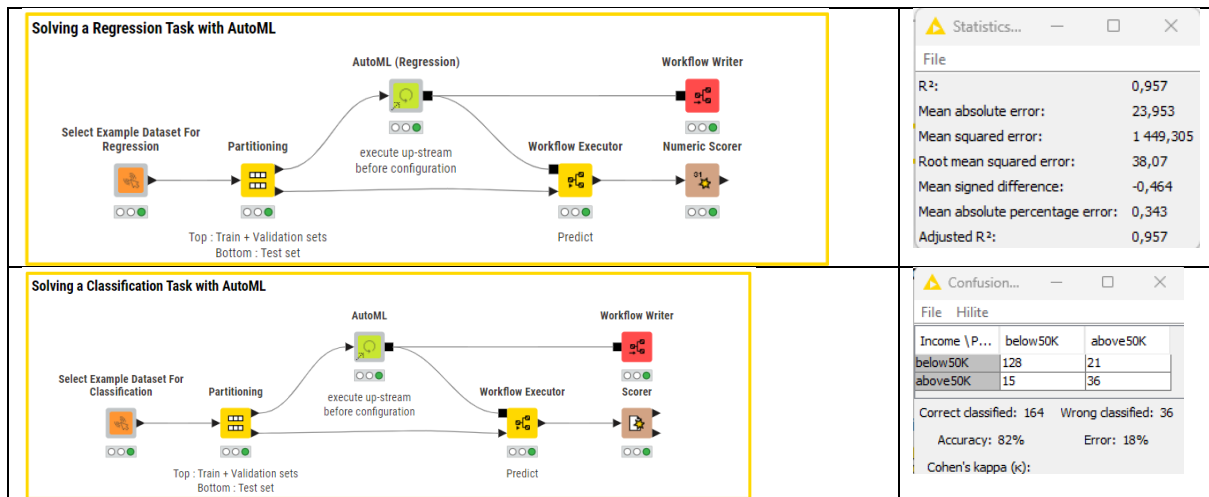 Solving a Regression Task with AutoML
AutoML (Regression)
Workflow Writer
Select Example Dataset For
Regression
Partitioning
execute up-stream
before configuration
Workflow Executor
Numeric Scorer
Top : Train + Validation sets
Bottom : Test set
Predict
Statistics...
File
R²: 0,957
Mean absolute error: 23,953
Mean squared error: 1 449,305
Root mean squared error: 38,07
Mean signed difference: -0,464
Mean absolute percentage error: 0,343
Adjusted R²: 0,957
Solving a Classification Task with AutoML
AutoML
Workflow Writer
Select Example Dataset For
Classification
Partitioning
execute up-stream
before configuration
Workflow Executor
Scorer
Top : Train + Validation sets
Bottom : Test set
Predict
Confusion...
File Hilite
Income \ P... below50K above50K
below50K 128 21
above50K 15 36
Correct classified: 164 Wrong classified: 36
Accuracy: 82% Error: 18%
Cohen's kappa (κ):